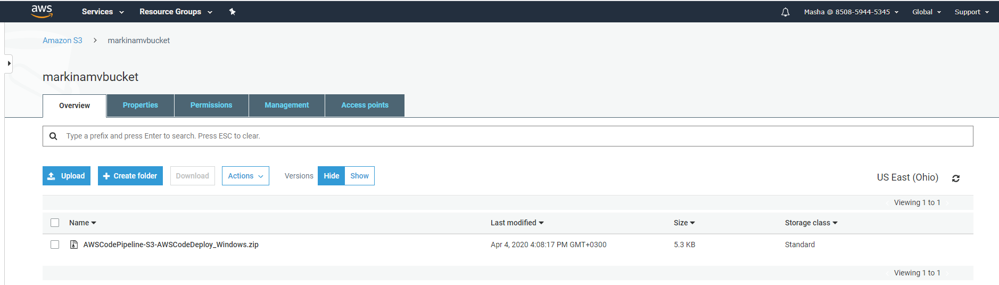 aws Services Resource Groups Masha @ 8508-5944-5345 Global Support
Amazon S3 > markinamvbucket
markinamvbucket
Overview Properties Permissions Management Access points
Type a prefix and press Enter to search. Press ESC to clear.
Upload + Create folder Download Actions Versions Hide Show US East (Ohio)
Viewing 1 to 1
Name Last modified Size Storage class
AWSCodePipeline-S3-AWSCodeDeploy_Windows.zip Apr 4, 2020 4:08:17 PM GMT+0300 5.3 KB Standard
Viewing 1 to 1